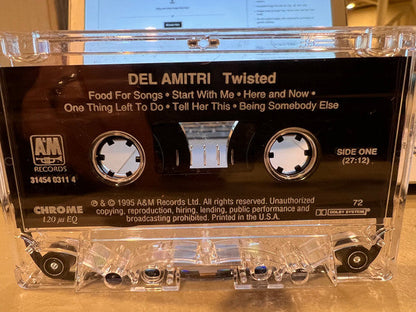 DEL AMITRI Twisted
Food For Songs • Start With Me • Here and Now •
One Thing Left to Do • Tell Her This • Being Somebody Else
A&M
RECORDS
31454 0311 4
SIDE ONE
(27:12)
CHROME
120 µ EQ
℗ & © 1995 A&M Records Ltd. All rights reserved. Unauthorized
copying, reproduction, hiring, lending, public performance and
broadcasting prohibited. Printed in the U.S.A.
72
DOLBY SYSTEM